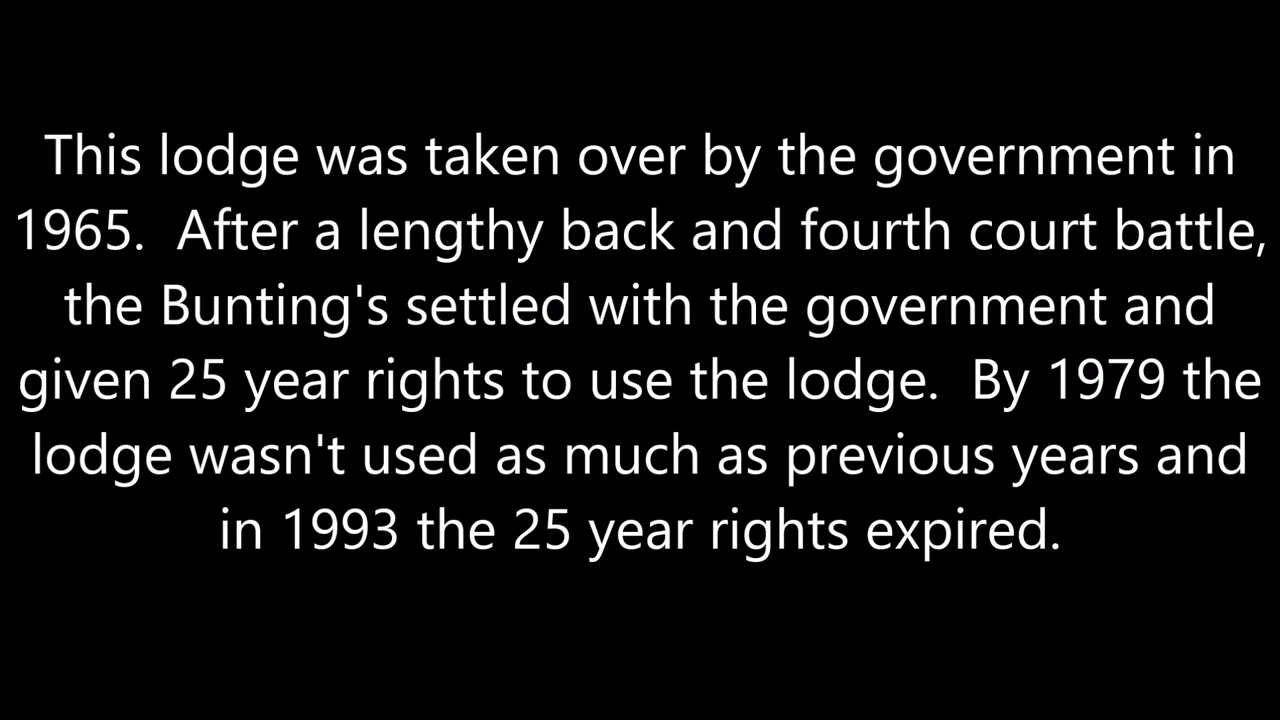 This lodge was taken over by the government in
1965.  After a lengthy back and fourth court battle,
the Bunting's settled with the government and
given 25 year rights to use the lodge.  By 1979 the
lodge wasn't used as much as previous years and
in 1993 the 25 year rights expired.